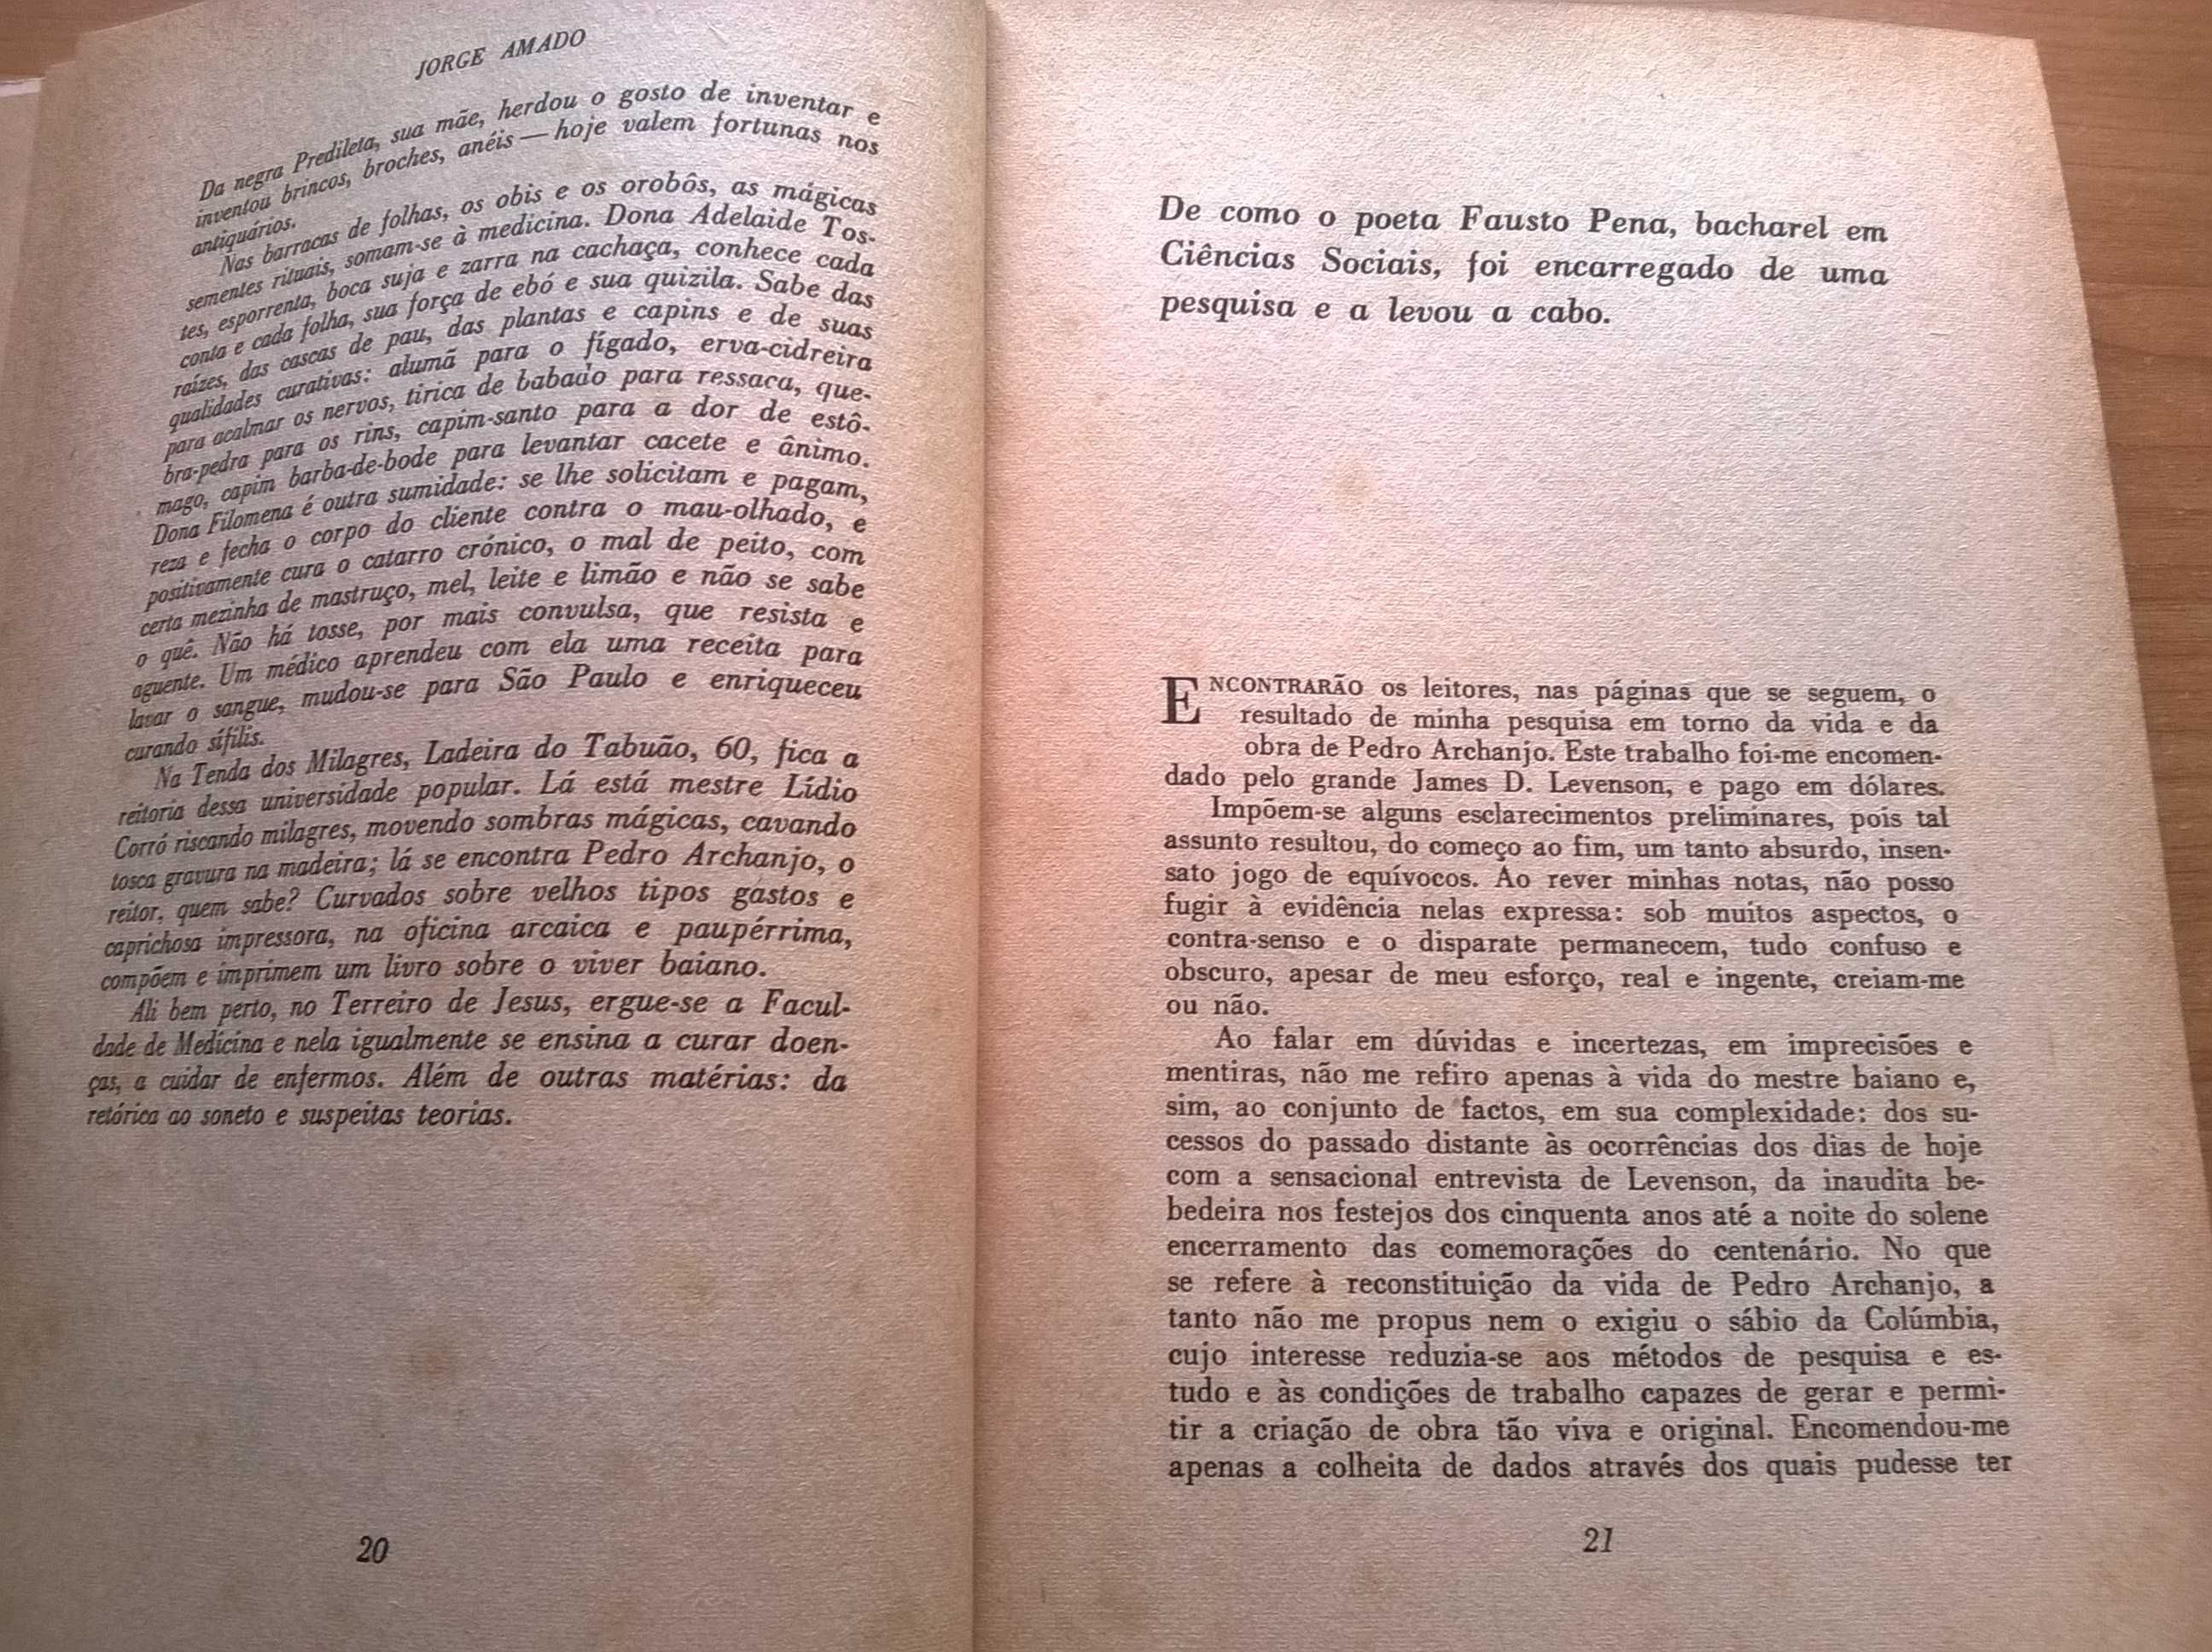 JORGE AMADO
Da negra Predileta, sua mãe, herdou o gosto de inventar e
inventou brincos, broches, anéis — hoje valem fortunas nos
antiquários.
Nas barracas de folhas, os obis e os orobôs, as mágicas
sementes rituais, somam-se à medicina. Dona Adelaide Tos-
tes, esporrenta, boca suja e zarra na cachaça, conhece cada
conta e cada folha, sua força de ebó e sua quizila. Sabe das
raízes, das cascas de pau, das plantas e capins e de suas
qualidades curativas: alumã para o fígado, erva-cidreira
para acalmar os nervos, tirica de babado para ressaca, que-
bra-pedra para os rins, capim-santo para a dor de estô-
mago, capim barba-de-bode para levantar cacete e ânimo.
Dona Filomena é outra sumidade: se lhe solicitam e pagam,
reza e fecha o corpo do cliente contra o mau-olhado, e
positivamente cura o catarro crónico, o mal de peito, com
certa mezinha de mastruço, mel, leite e limão e não se sabe
o quê. Não há tosse, por mais convulsa, que resista e
aguente. Um médico aprendeu com ela uma receita para
lavar o sangue, mudou-se para São Paulo e enriqueceu
curando sífilis.
Na Tenda dos Milagres, Ladeira do Tabuão, 60, fica a
reitoria dessa universidade popular. Lá está mestre Lídio
Corró riscando milagres, movendo sombras mágicas, cavando
tosca gravura na madeira; lá se encontra Pedro Archanjo, o
reitor, quem sabe? Curvados sobre velhos tipos gastos e
caprichosa impressora, na oficina arcaica e paupérrima,
compõem e imprimem um livro sobre o viver baiano.
Ali bem perto, no Terreiro de Jesus, ergue-se a Facul-
dade de Medicina e nela igualmente se ensina a curar doen-
ças, a cuidar de enfermos. Além de outras matérias: da
retórica ao soneto e suspeitas teorias.
20
De como o poeta Fausto Pena, bacharel em
Ciências Sociais, foi encarregado de uma
pesquisa e a levou a cabo.
ENCONTRARÃO os leitores, nas páginas que se seguem, o
resultado de minha pesquisa em torno da vida e da
obra de Pedro Archanjo. Este trabalho foi-me encomen-
dado pelo grande James D. Levenson, e pago em dólares.
Impõem-se alguns esclarecimentos preliminares, pois tal
assunto resultou, do começo ao fim, um tanto absurdo, insen-
sato jogo de equívocos. Ao rever minhas notas, não posso
fugir à evidência nelas expressa: sob muitos aspectos, o
contra-senso e o disparate permanecem, tudo confuso e
obscuro, apesar de meu esforço, real e ingente, creiam-me
ou não.
Ao falar em dúvidas e incertezas, em imprecisões e
mentiras, não me refiro apenas à vida do mestre baiano e,
sim, ao conjunto de factos, em sua complexidade: dos su-
cessos do passado distante às ocorrências dos dias de hoje
com a sensacional entrevista de Levenson, da inaudita be-
bedeira nos festejos dos cinquenta anos até a noite do solene
encerramento das comemorações do centenário. No que
se refere à reconstituição da vida de Pedro Archanjo, a
tanto não me propus nem o exigiu o sábio da Colúmbia,
cujo interesse reduzia-se aos métodos de pesquisa e es-
tudo e às condições de trabalho capazes de gerar e permi-
tir a criação de obra tão viva e original. Encomendou-me
apenas a colheita de dados através dos quais pudesse ter
21